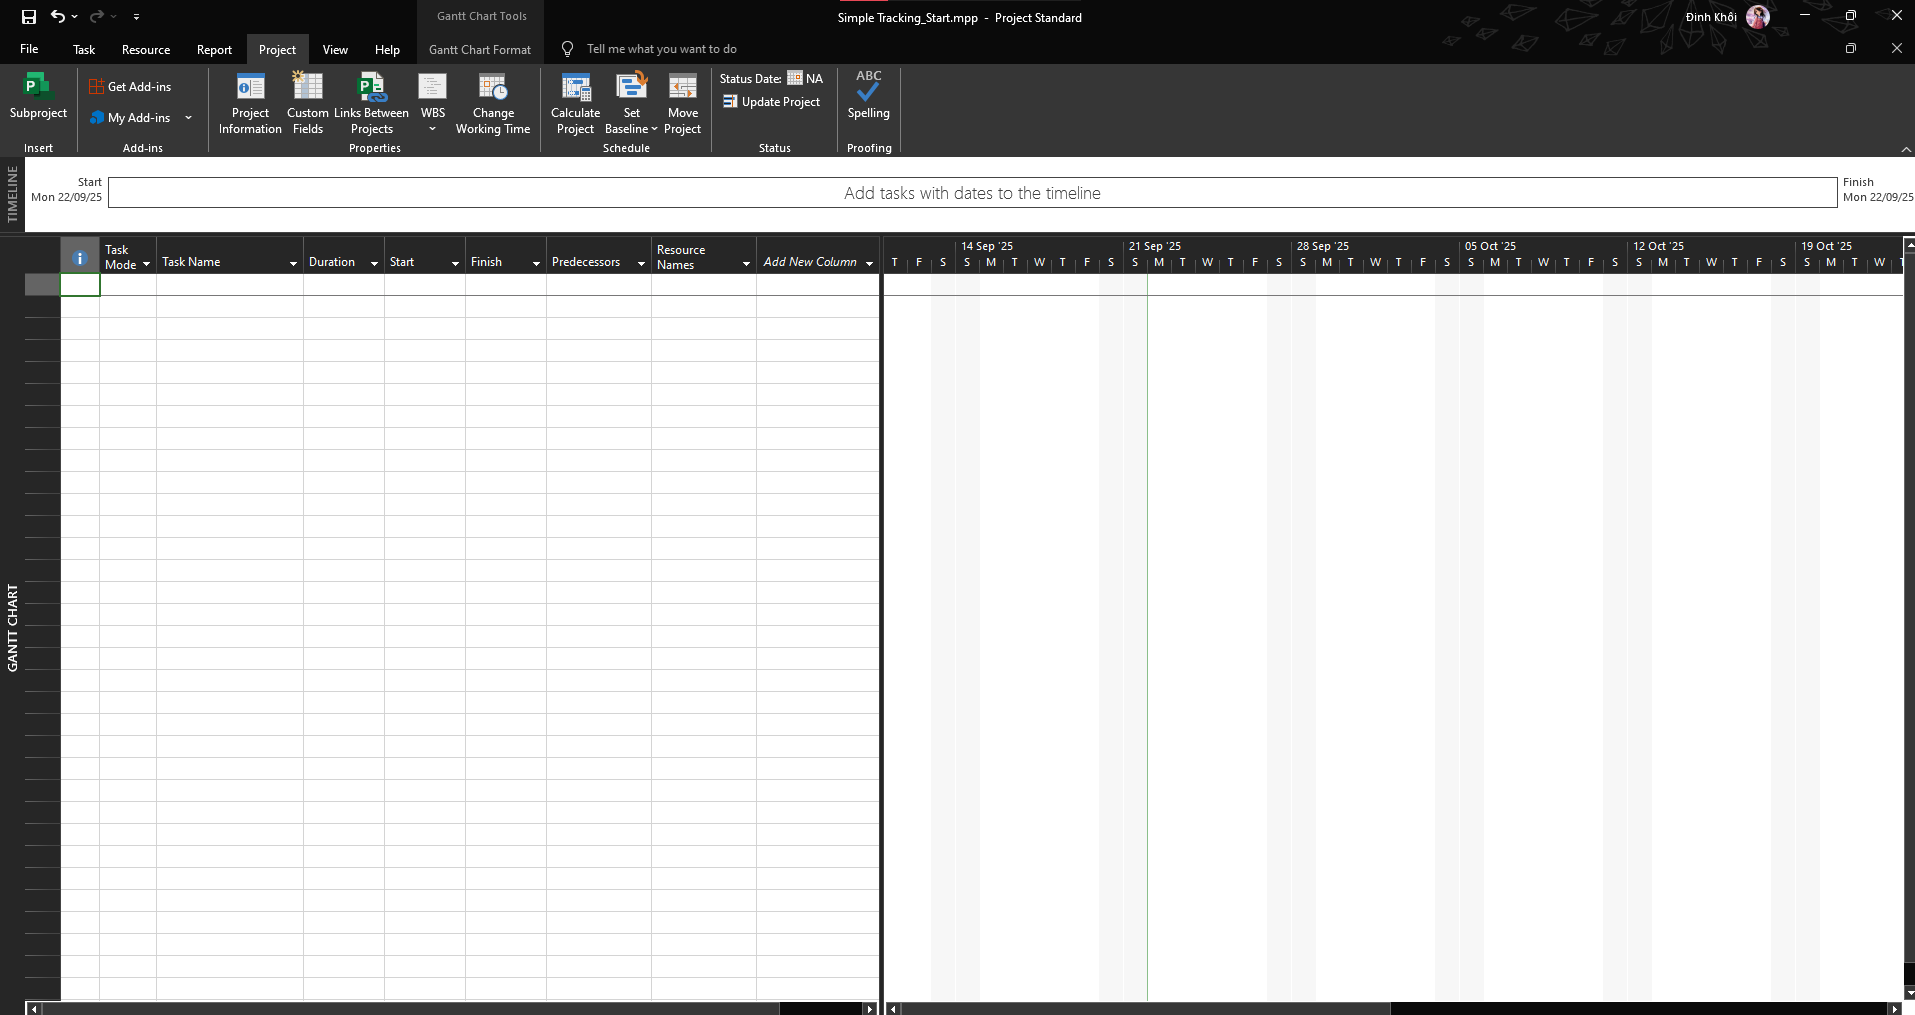 Gantt Chart Tools
Simple Tracking_Start.mpp - Project Standard
Đinh Khôi
File Task Resource Report Project View Help Gantt Chart Format Tell me what you want to do
Subproject
Insert
Get Add-ins
My Add-ins
Add-ins
Project Information
Custom Fields
Links Between Projects
WBS
Change Working Time
Properties
Calculate Project
Set Baseline
Move Project
Schedule
Status Date: NA
Update Project
Status
ABC
Spelling
Proofing
TIMELINE
Start
Mon 22/09/25
Add tasks with dates to the timeline
Finish
Mon 22/09/25
Task Mode Task Name Duration Start Finish Predecessors Resource Names Add New Column
14 Sep '25 21 Sep '25 28 Sep '25 05 Oct '25 12 Oct '25 19 Oct '25
T F S S M T W T F S S M T W T F S S M T W T F S S M T W T F S S M T W T F S S M T W T
GANTT CHART